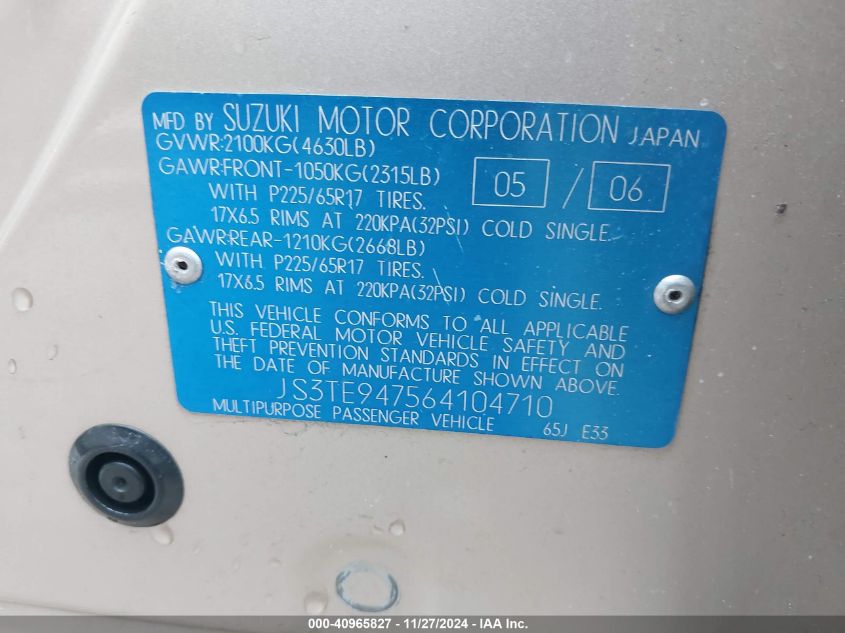 MFD BY SUZUKI MOTOR CORPORATION JAPAN
GVWR:2100KG(4630LB)
GAWR:FRONT-1050KG(2315LB) 05 / 06
WITH P225/65R17 TIRES.
17X6.5 RIMS AT 220KPA(32PSI) COLD SINGLE.
GAWR:REAR-1210KG(2668LB)
WITH P225/65R17 TIRES.
17X6.5 RIMS AT 220KPA(32PSI) COLD SINGLE.
THIS VEHICLE CONFORMS TO ALL APPLICABLE
U.S. FEDERAL MOTOR VEHICLE SAFETY AND
THEFT PREVENTION STANDARDS IN EFFECT ON
THE DATE OF MANUFACTURE SHOWN ABOVE.
JS3TE947564104710
MULTIPURPOSE PASSENGER VEHICLE 65J E33
000-40965827 - 11/27/2024 - IAA Inc.